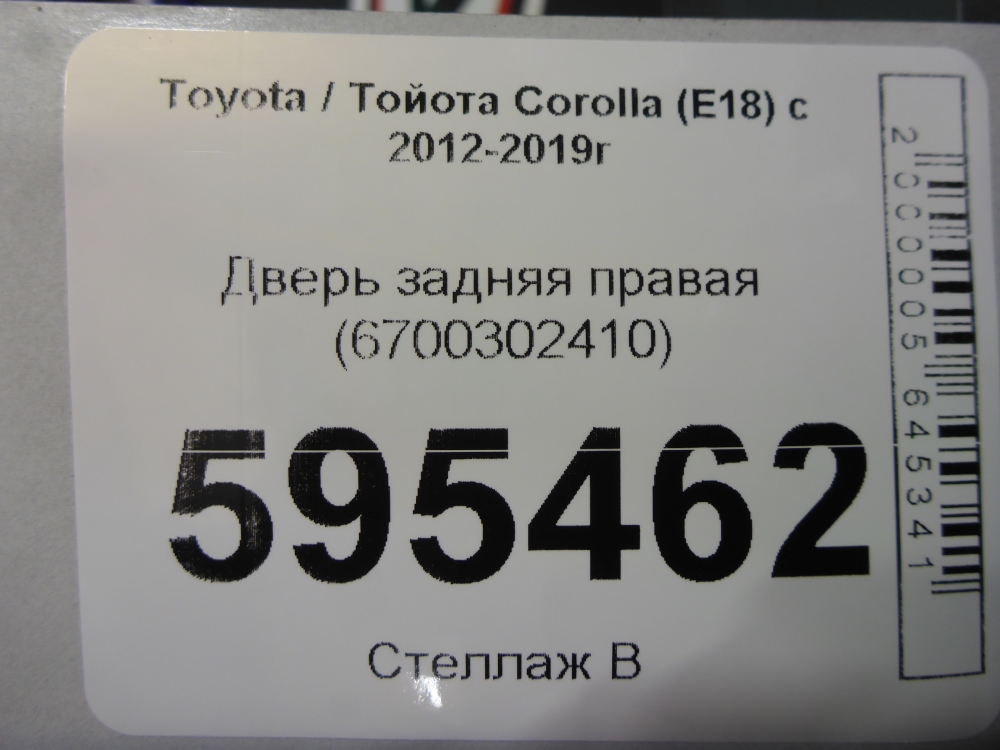 Toyota / Тойота Corolla (E18) с
2012-2019г
Дверь задняя правая
(6700302410)
595462
Стеллаж В
2000005645341